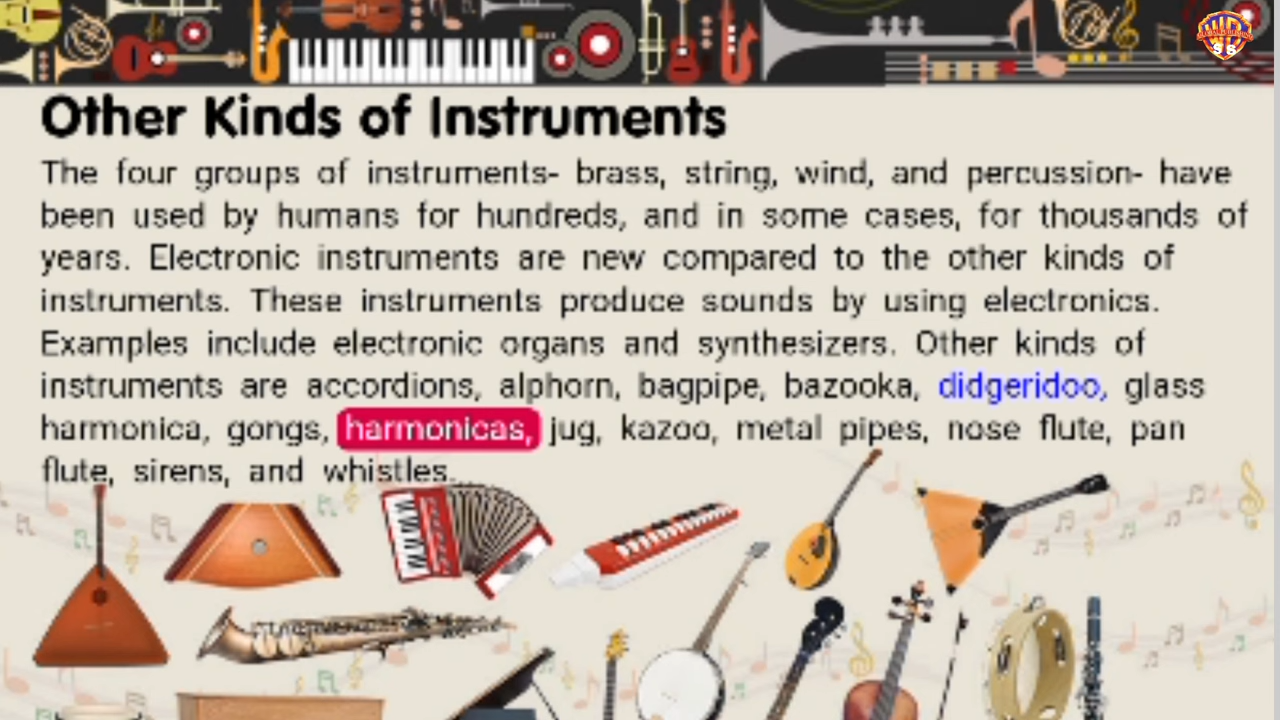 Other Kinds of Instruments
The four groups of instruments- brass, string, wind, and percussion- have
been used by humans for hundreds, and in some cases, for thousands of
years. Electronic instruments are new compared to the other kinds of
instruments. These instruments produce sounds by using electronics.
Examples include electronic organs and synthesizers. Other kinds of
instruments are accordions, alphorn, bagpipe, bazooka, didgeridoo, glass
harmonica, gongs, harmonicas, jug, kazoo, metal pipes, nose flute, pan
flute, sirens, and whistles.